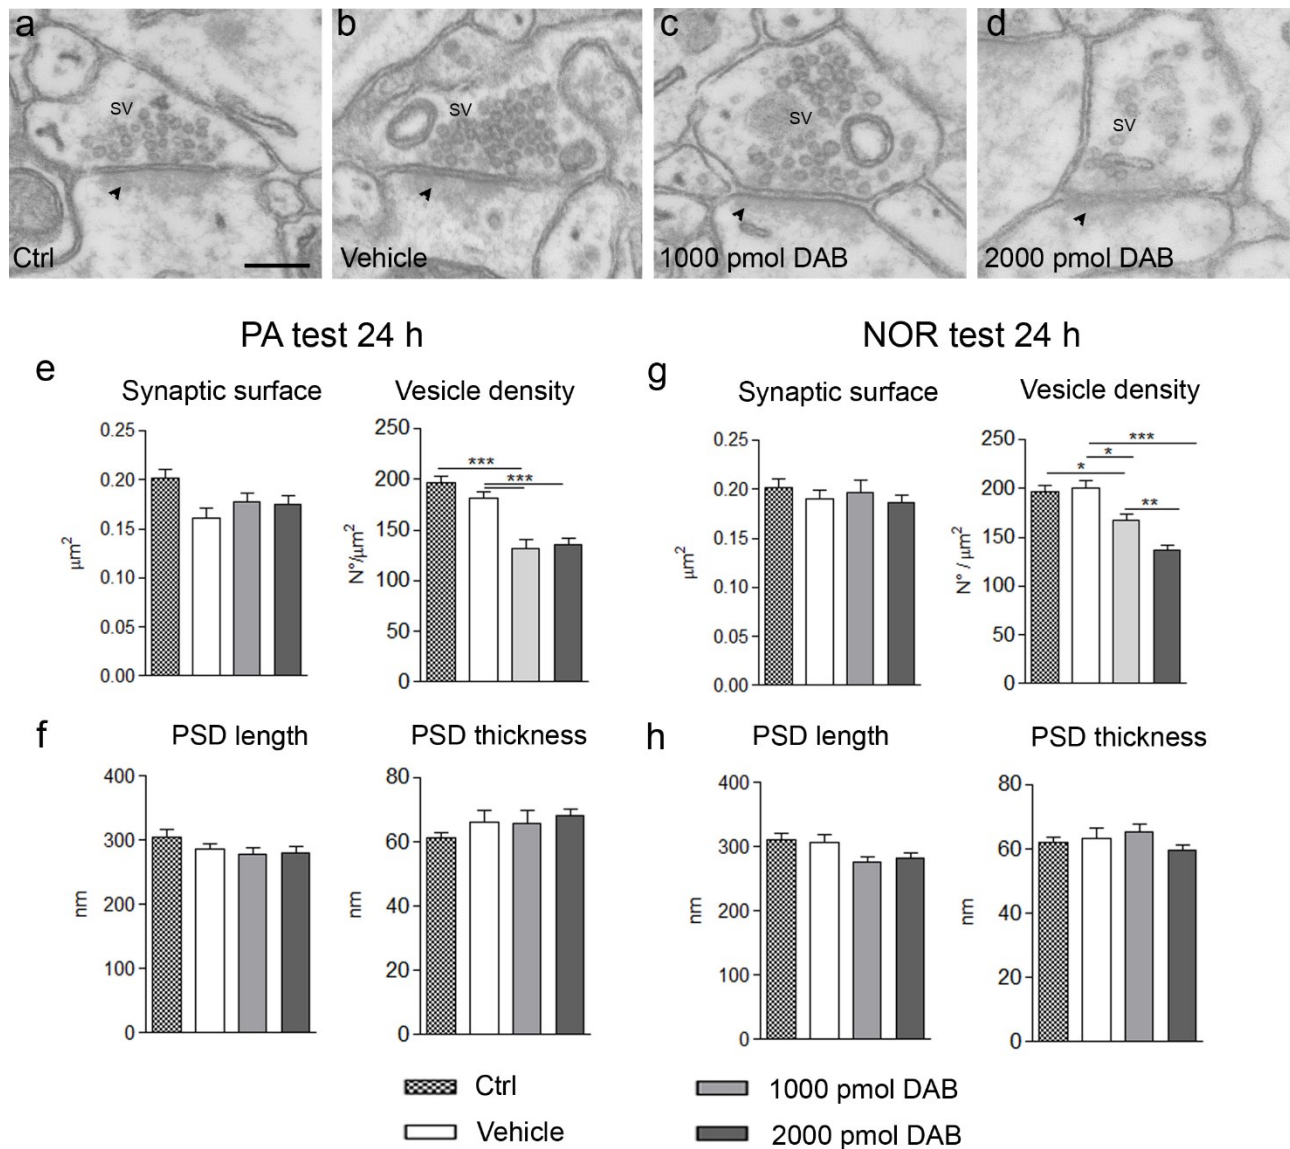 a
b
c
d
SV
SV
SV
SV
Ctrl
Vehicle
1000 pmol DAB
2000 pmol DAB
PA test 24 h
NOR test 24 h
e
Synaptic surface
Vesicle density
g
Synaptic surface
Vesicle density
0.25
0.20
0.15
0.10
0.05
0.00
µm²
250
200
150
100
50
0
N°/µm²
***
***
0.25
0.20
0.15
0.10
0.05
0.00
µm²
250
200
150
100
50
0
N° / µm²
***
*
*
**
f
PSD length
PSD thickness
h
PSD length
PSD thickness
400
300
200
100
0
nm
80
60
40
20
0
nm
400
300
200
100
0
nm
80
60
40
20
0
nm
Ctrl
1000 pmol DAB
Vehicle
2000 pmol DAB